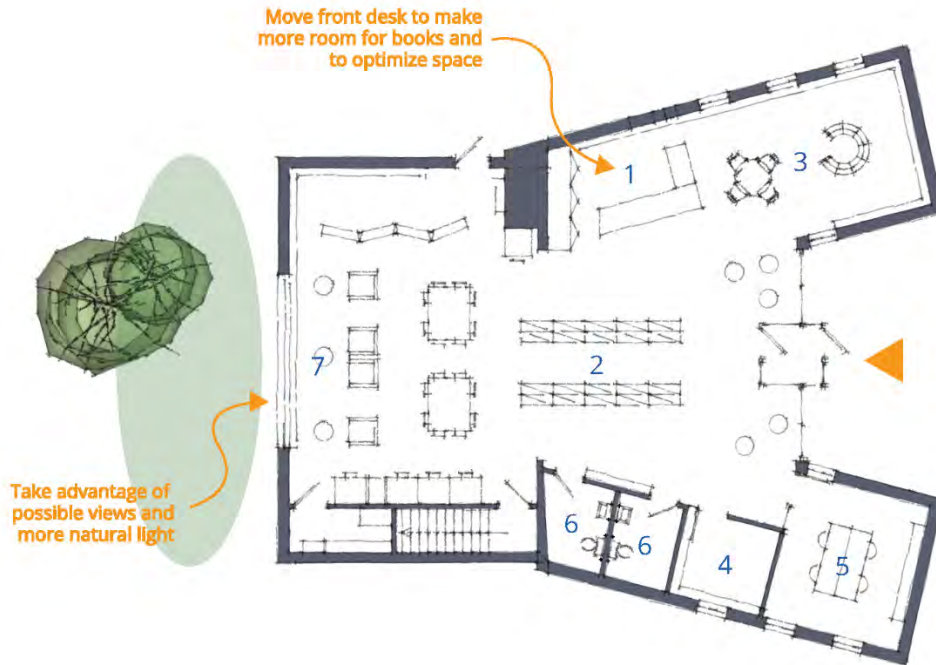 Move front desk to make
more room for books and
to optimize space
1
3
2
7
Take advantage of
possible views and
more natural light
6
6
4
5